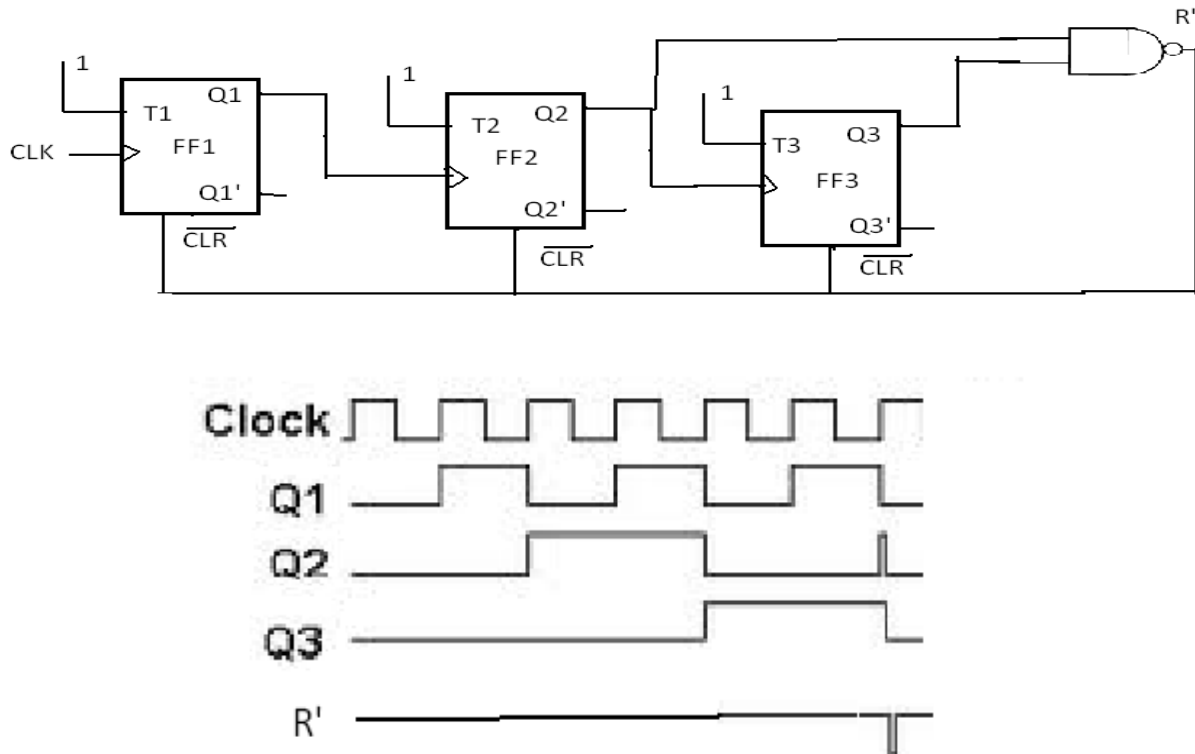 R'
1
1
1
T1
Q1
T2
Q2
T3
Q3
CLK
FF1
FF2
FF3
Q1'
Q2'
Q3'
CLR
CLR
CLR
Clock
Q1
Q2
Q3
R'